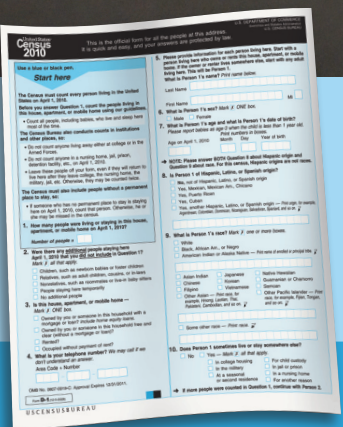 U.S. DEPARTMENT OF COMMERCE
United States
Census
2010
This is the official form for all the people at this address.
It is quick and easy, and your answers are protected by law.
Use a blue or black pen.
Start here
The Census must count every person living in the United
States on April 1, 2010.
Before you answer Question 1, count the people living in
this house, apartment, or mobile home using our guidelines.
• Count all people, including babies, who live and sleep here
most of the time.
The Census Bureau also conducts counts in institutions
and other places, so:
• Do not count anyone living away either at college or in the
Armed Forces.
• Do not count anyone in a nursing home, jail, prison,
detention facility, etc., on April 1, 2010.
• Leave these people off your form, even if they will return to
live here after they leave college, the nursing home, the
military, jail, etc. Otherwise, they may be counted twice.
The Census must also include people without a permanent
place to stay, so:
• If someone who has no permanent place to stay is staying
here on April 1, 2010, count that person. Otherwise, he or
she may be missed in the census.
1. How many people were living or staying in this house,
apartment, or mobile home on April 1, 2010?
Number of people =
2. Were there any additional people staying here
April 1, 2010 that you did not include in Question 1?
Mark X all that apply.
Children, such as newborn babies or foster children
Relatives, such as adult children, cousins, or in-laws
Nonrelatives, such as roommates or live-in baby sitters
People staying here temporarily
No additional people
3. Is this house, apartment, or mobile home —
Mark X ONE box.
Owned by you or someone in this household with a
mortgage or loan? Include home equity loans.
Owned by you or someone in this household free and
clear (without a mortgage or loan)?
Rented?
Occupied without payment of rent?
4. What is your telephone number? We may call if we
don't understand an answer.
Area Code + Number
OMB No. 0607-0919-C: Approval Expires 12/31/2011.
Form D-1
USCENSUSBUREAU
5. Please provide information for each person living here. Start with a
person living here who owns or rents this house, apartment, or mobile
home. If the owner or renter lives somewhere else, start with any adult
living here. This will be Person 1.
What is Person 1's name? Print name below.
Last Name
First Name
MI
6. What is Person 1's sex? Mark X ONE box.
Male
Female
7. What is Person 1's age and what is Person 1's date of birth?
Please report babies as age 0 when the child is less than 1 year old.
Print numbers in boxes.
Age on April 1, 2010
Month
Day
Year of birth
→ NOTE: Please answer BOTH Question 8 about Hispanic origin and
Question 9 about race. For this census, Hispanic origins are not races.
8. Is Person 1 of Hispanic, Latino, or Spanish origin?
No, not of Hispanic, Latino, or Spanish origin
Yes, Mexican, Mexican Am., Chicano
Yes, Puerto Rican
Yes, Cuban
Yes, another Hispanic, Latino, or Spanish origin — Print origin, for example,
Argentinean, Colombian, Dominican, Nicaraguan, Salvadoran, Spaniard, and so on.
9. What is Person 1's race? Mark X one or more boxes.
White
Black, African Am., or Negro
American Indian or Alaska Native — Print name of enrolled or principal tribe.
Asian Indian
Japanese
Native Hawaiian
Chinese
Korean
Guamanian or Chamorro
Filipino
Vietnamese
Samoan
Other Asian — Print race, for
example, Hmong, Laotian, Thai,
Pakistani, Cambodian, and so on.
Other Pacific Islander — Print
race, for example, Fijian, Tongan,
and so on.
Some other race — Print race.
10. Does Person 1 sometimes live or stay somewhere else?
No
Yes — Mark X all that apply.
In college housing
For child custody
In the military
In jail or prison
At a seasonal
or second residence
In a nursing home
For another reason
→ If more people were counted in Question 1, continue with Person 2.